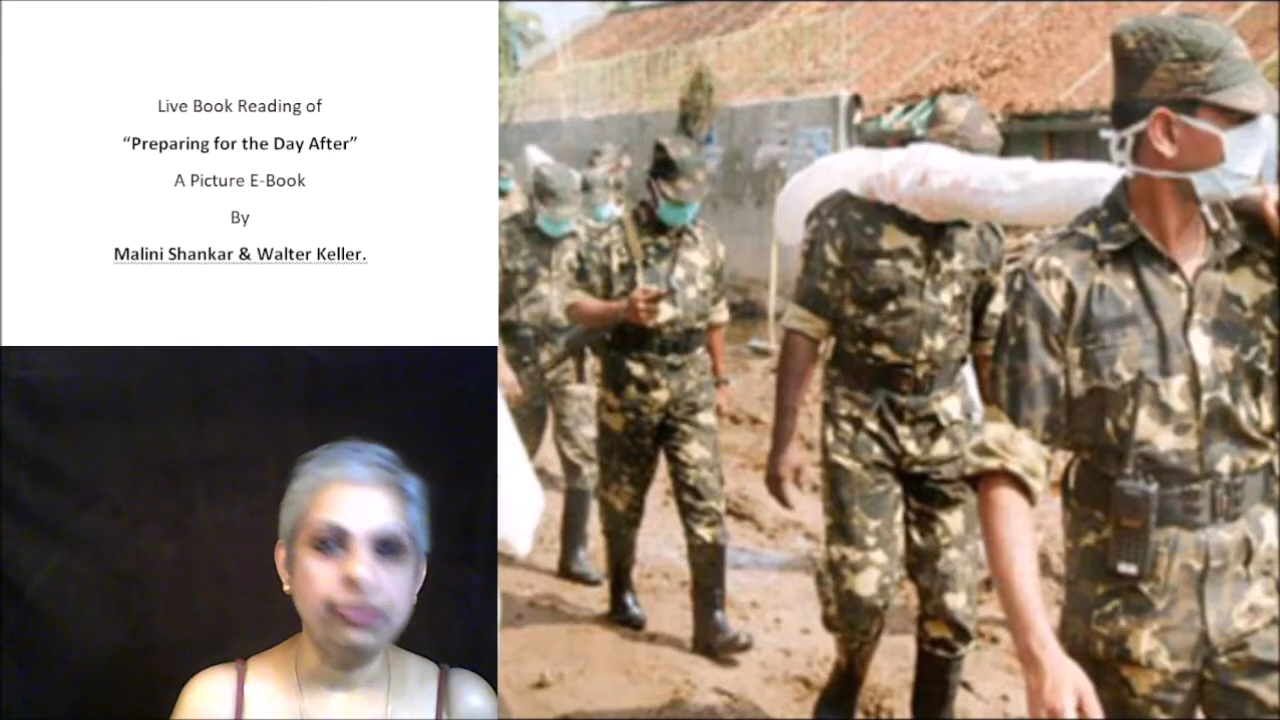 Live Book Reading of
“Preparing for the Day After”
A Picture E-Book
By
Malini Shankar & Walter Keller.